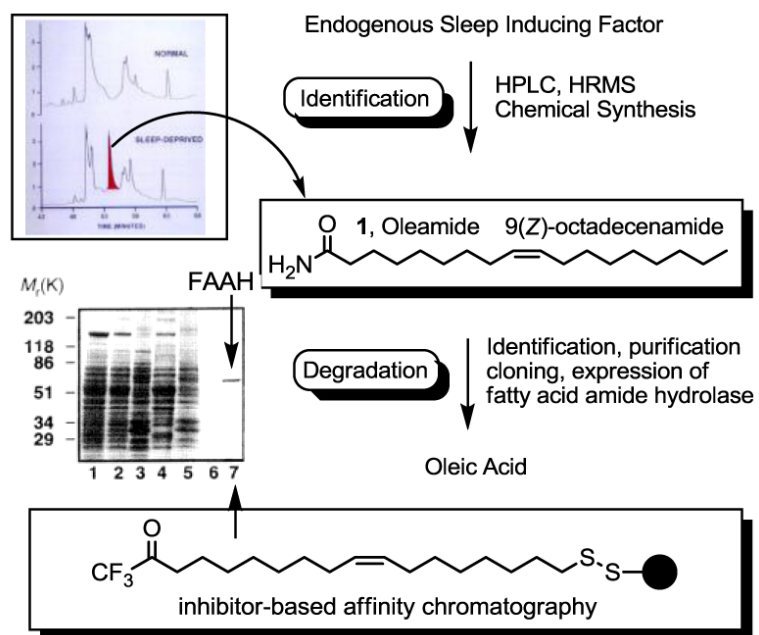 Endogenous Sleep Inducing Factor
NORMAL
SLEEP-DEPRIVED
TIME (MINUTES)
Identification
HPLC, HRMS
Chemical Synthesis
O
1, Oleamide 9(Z)-octadecenamide
H₂N
FAAH
Mᵣ(K)
203
118
86
51
34
29
1 2 3 4 5 6 7
Degradation
Identification, purification
cloning, expression of
fatty acid amide hydrolase
Oleic Acid
O
CF₃
S
S
inhibitor-based affinity chromatography